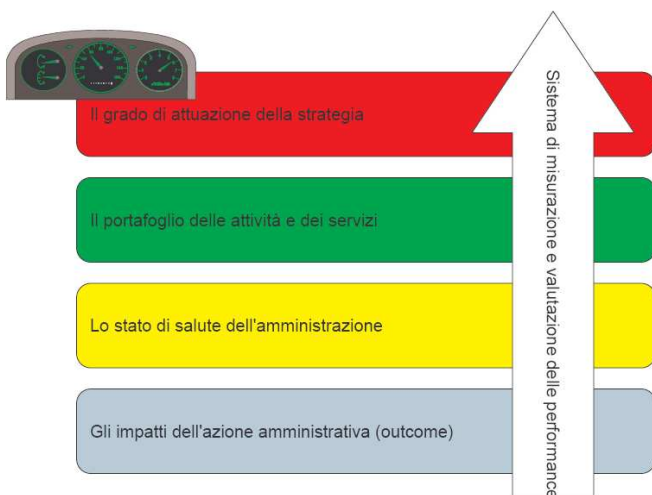 Il grado di attuazione della strategia
Il portafoglio delle attività e dei servizi
Lo stato di salute dell'amministrazione
Gli impatti dell'azione amministrativa (outcome)
Sistema di misurazione e valutazione delle performance